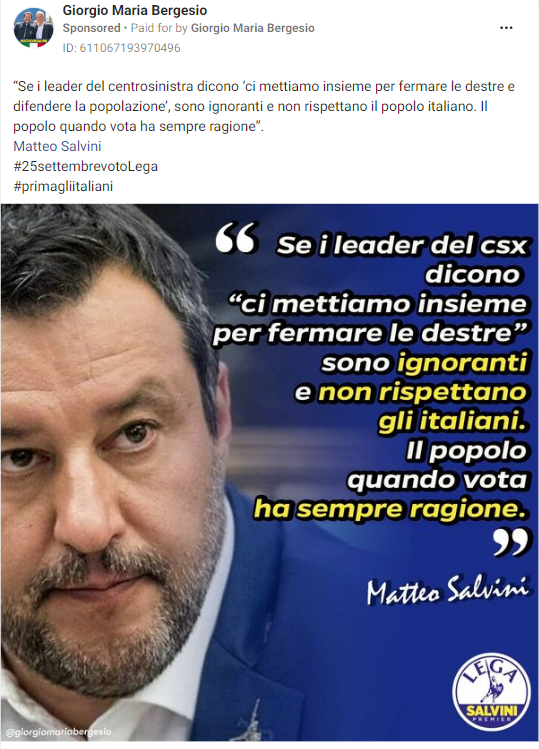 Giorgio Maria Bergesio
Sponsored • Paid for by Giorgio Maria Bergesio
ID: 611067193970496
“Se i leader del centrosinistra dicono ‘ci mettiamo insieme per fermare le destre e
difendere la popolazione’, sono ignoranti e non rispettano il popolo italiano. Il
popolo quando vota ha sempre ragione”.
Matteo Salvini
#25settembrevotoLega
#primagliitaliani
“ Se i leader del csx
dicono
“ci mettiamo insieme
per fermare le destre”
sono ignoranti
e non rispettano
gli italiani.
Il popolo
quando vota
ha sempre ragione.
”
Matteo Salvini
LEGA
SALVINI
PREMIER
@giorgiomariabergesio